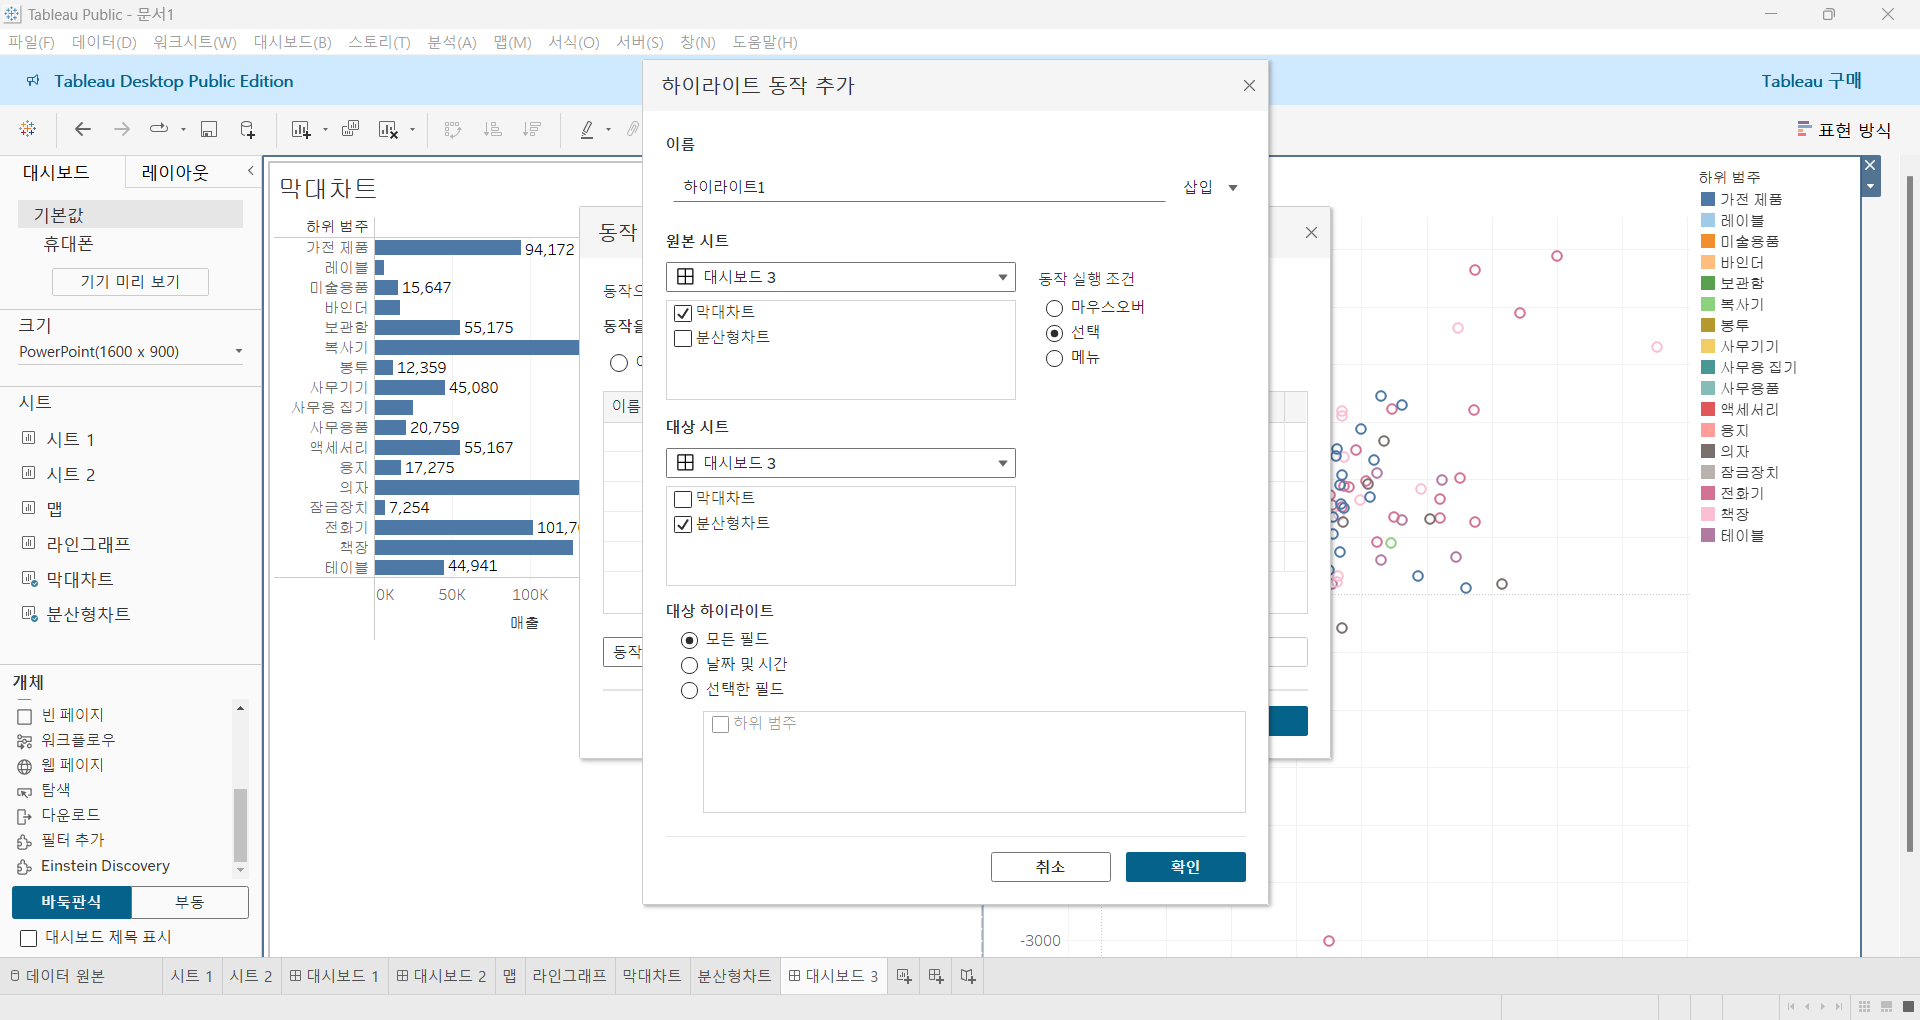 Tableau Public - 문서1
파일(F) 데이터(D) 워크시트(W) 대시보드(B) 스토리(T) 분석(A) 맵(M) 서식(O) 서버(S) 창(N) 도움말(H)
Tableau Desktop Public Edition
Tableau 구매
표현 방식
대시보드 레이아웃
기본값
휴대폰
기기 미리 보기
크기
PowerPoint(1600 x 900)
시트
시트 1
시트 2
맵
라인그래프
막대차트
분산형차트
개체
빈 페이지
워크플로우
웹 페이지
탐색
다운로드
필터 추가
Einstein Discovery
바둑판식 부동
대시보드 제목 표시
막대차트
하위 범주
가전 제품 94,172
레이블
미술용품 15,647
바인더
보관함 55,175
복사기
봉투 12,359
사무기기 45,080
사무용 집기
사무용품 20,759
액세서리 55,167
용지 17,275
의자
잠금장치 7,254
전화기
책장
테이블 44,941
0K 50K 100K
매출
동작
이름
동작
하이라이트 동작 추가
이름
하이라이트1 삽입
원본 시트
대시보드 3
막대차트
분산형차트
동작 실행 조건
마우스오버
선택
메뉴
대상 시트
대시보드 3
막대차트
분산형차트
대상 하이라이트
모든 필드
날짜 및 시간
선택한 필드
하위 범주
취소 확인
-3000
하위 범주
가전 제품
레이블
미술용품
바인더
보관함
복사기
봉투
사무기기
사무용 집기
사무용품
액세서리
용지
의자
잠금장치
전화기
책장
테이블
데이터 원본 시트 1 시트 2 대시보드 1 대시보드 2 맵 라인그래프 막대차트 분산형차트 대시보드 3